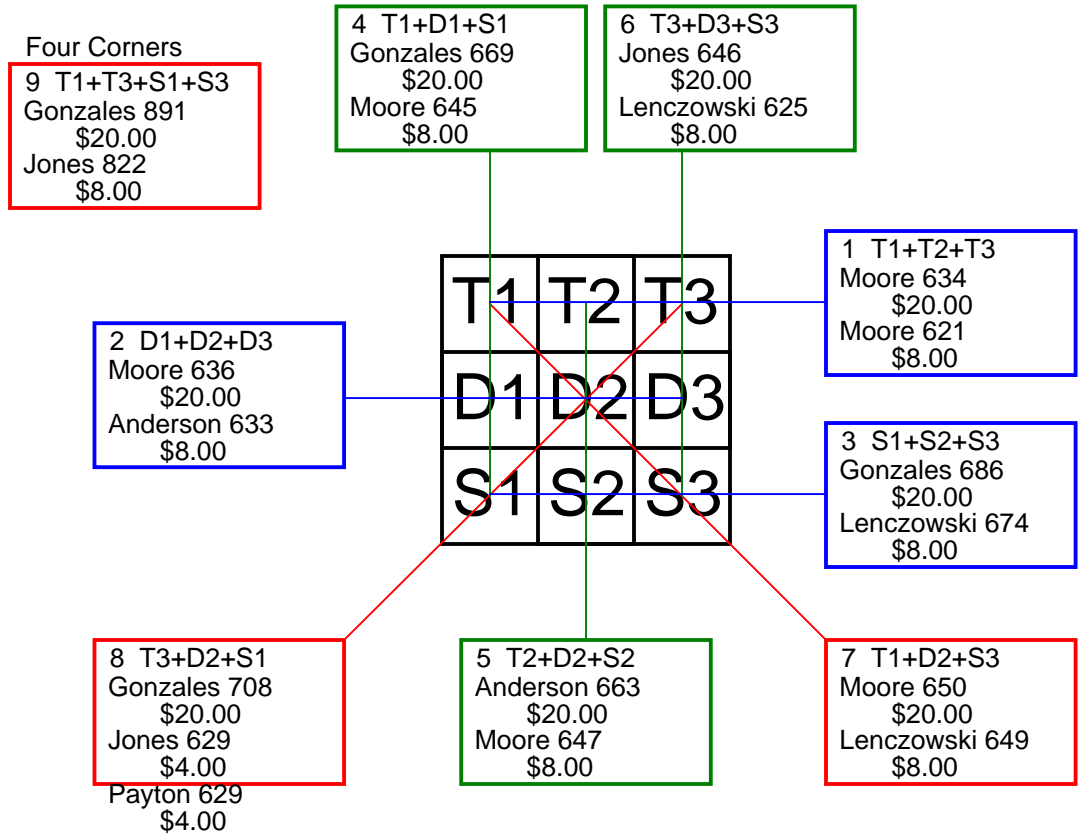 Four Corners
9 T1+T3+S1+S3
Gonzales 891
$20.00
Jones 822
$8.00
4 T1+D1+S1
Gonzales 669
$20.00
Moore 645
$8.00
6 T3+D3+S3
Jones 646
$20.00
Lenczowski 625
$8.00
2 D1+D2+D3
Moore 636
$20.00
Anderson 633
$8.00
T1 T2 T3
D1 D2 D3
S1 S2 S3
1 T1+T2+T3
Moore 634
$20.00
Moore 621
$8.00
3 S1+S2+S3
Gonzales 686
$20.00
Lenczowski 674
$8.00
8 T3+D2+S1
Gonzales 708
$20.00
Jones 629
$4.00
Payton 629
$4.00
5 T2+D2+S2
Anderson 663
$20.00
Moore 647
$8.00
7 T1+D2+S3
Moore 650
$20.00
Lenczowski 649
$8.00